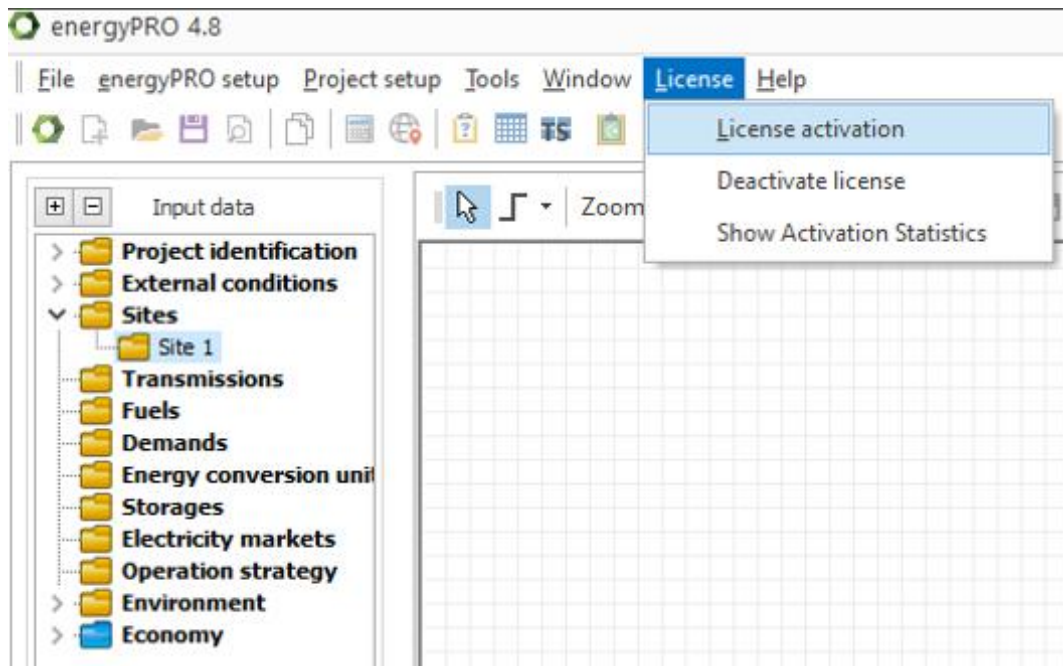 energyPRO 4.8
File energyPRO setup Project setup Tools Window License Help
TS
License activation
Deactivate license
Show Activation Statistics
Input data
Zoom
Project identification
External conditions
Sites
Site 1
Transmissions
Fuels
Demands
Energy conversion unit
Storages
Electricity markets
Operation strategy
Environment
Economy